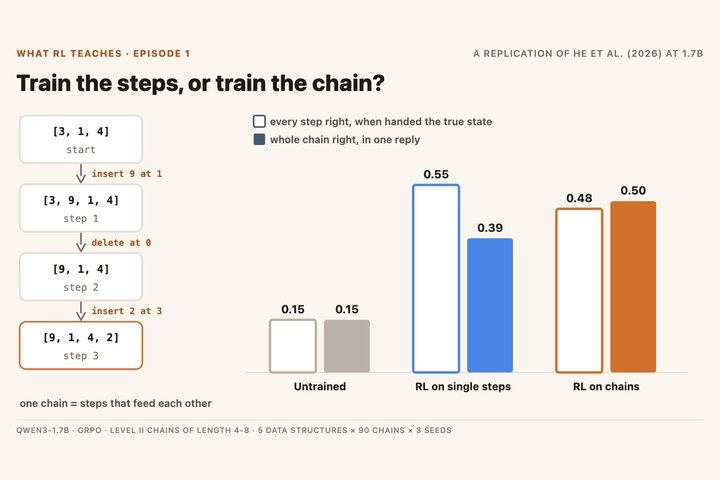 WHAT RL TEACHES · EPISODE 1
A REPLICATION OF HE ET AL. (2026) AT 1.7B
Train the steps, or train the chain?
[3, 1, 4]
start
insert 9 at 1
[3, 9, 1, 4]
step 1
delete at 0
[9, 1, 4]
step 2
insert 2 at 3
[9, 1, 4, 2]
step 3
one chain = steps that feed each other
every step right, when handed the true state
whole chain right, in one reply
0.15
0.15
0.55
0.39
0.48
0.50
Untrained
RL on single steps
RL on chains
QWEN3-1.7B · GRPO · LEVEL II CHAINS OF LENGTH 4-8 · 5 DATA STRUCTURES × 90 CHAINS × 3 SEEDS